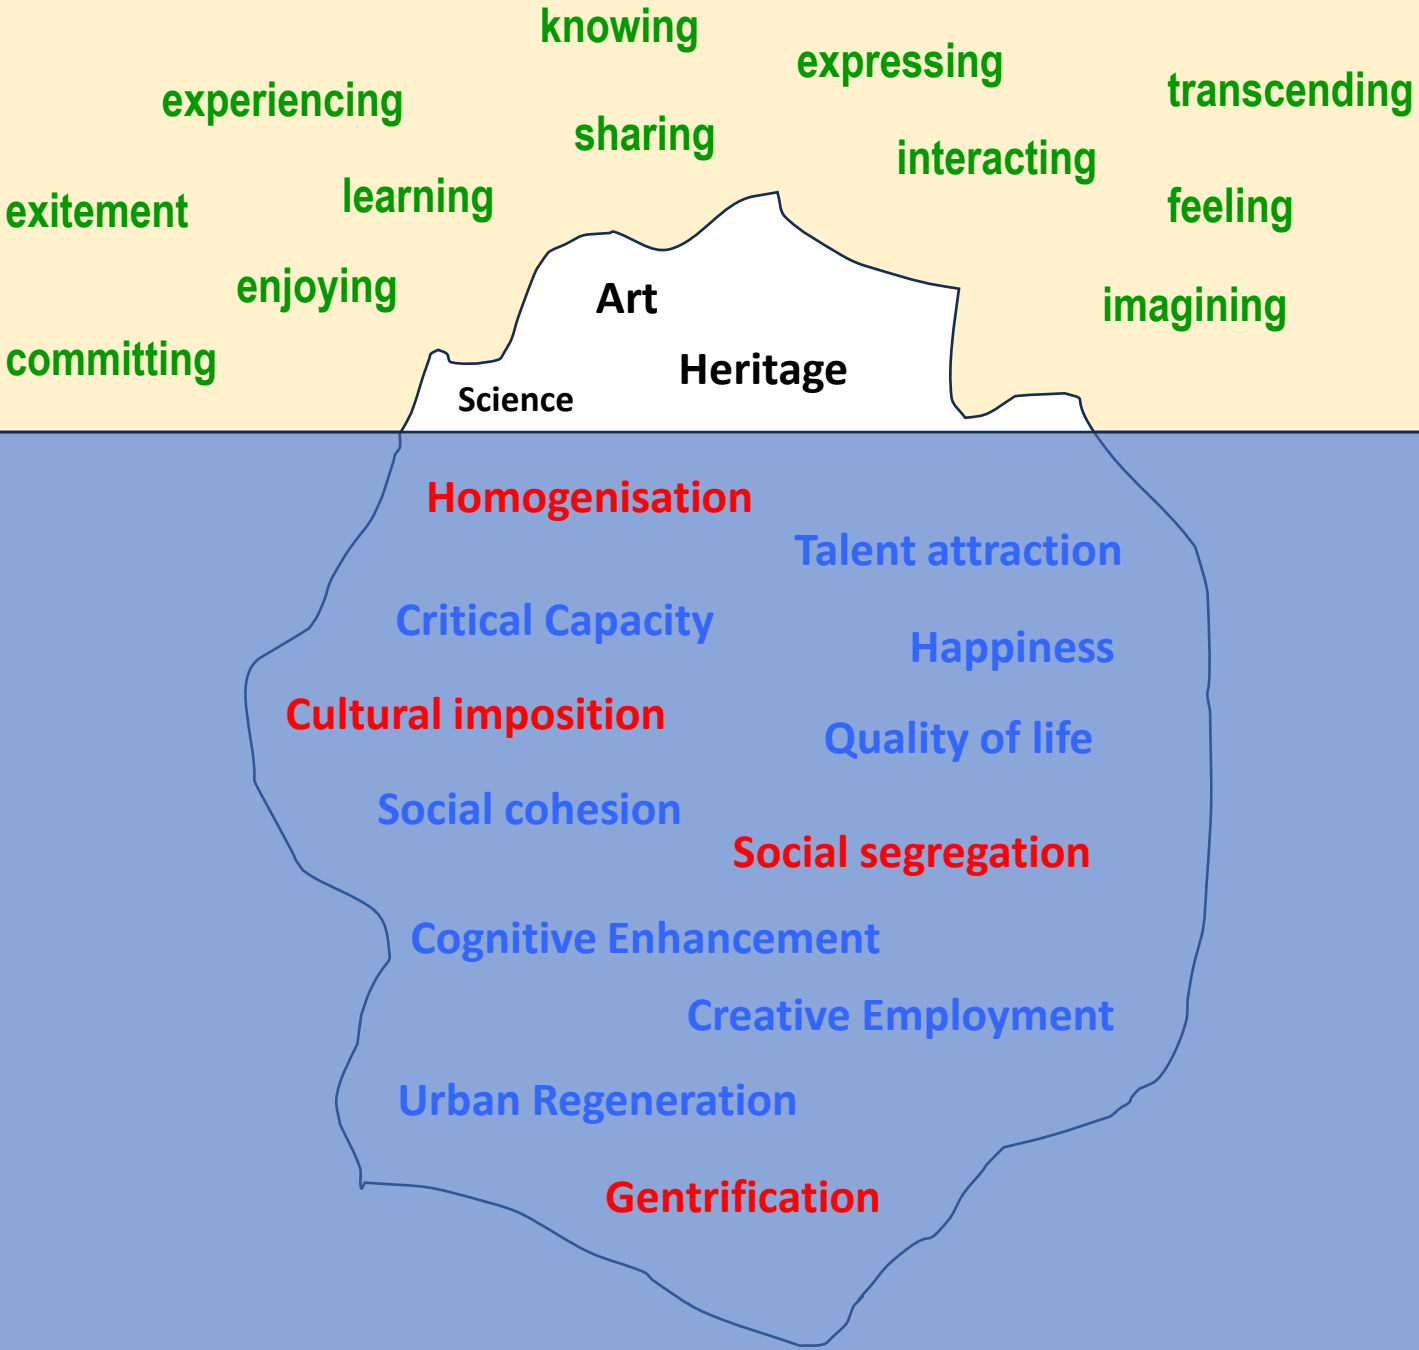 knowing
expressing
transcending
experiencing
sharing
interacting
learning
exitement
feeling
enjoying
Art
imagining
committing
Heritage
Science
Homogenisation
Talent attraction
Critical Capacity
Happiness
Cultural imposition
Quality of life
Social cohesion
Social segregation
Cognitive Enhancement
Creative Employment
Urban Regeneration
Gentrification